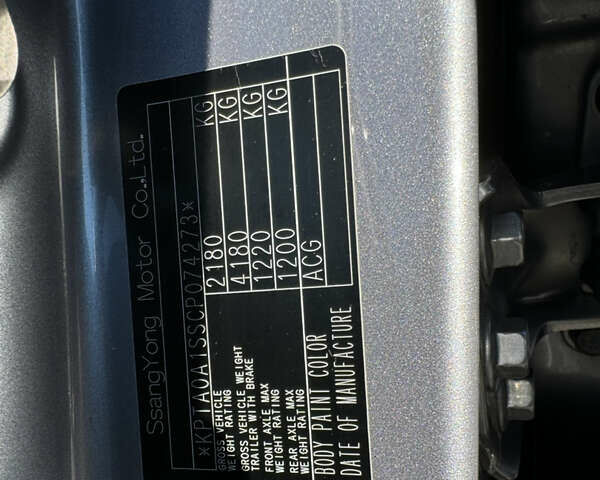 SsangYong Motor Co.,Ltd.
*KPTA0A1SSCP074273*
GROSS VEHICLE
WEIGHT RATING 2180 KG
GROSS VEHICLE WEIGHT
TRAILER WITH BRAKE 4180 KG
FRONT AXLE MAX
WEIGHT RATING 1220 KG
REAR AXLE MAX
WEIGHT RATING 1200 KG
BODY PAINT COLOR ACG
DATE OF MANUFACTURE